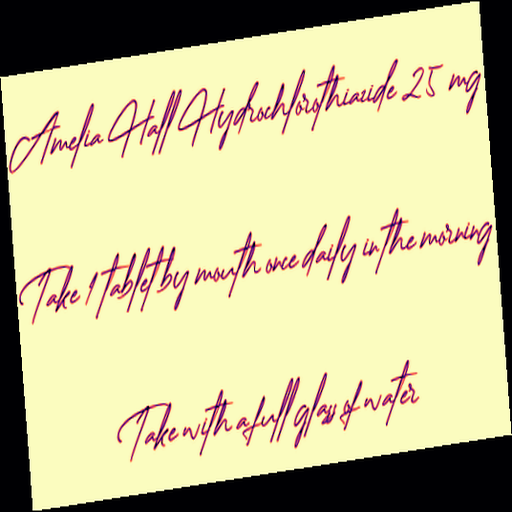 Amelia Hall Hydrochlorothiazide 25 mg
Take 1 tablet by mouth once daily in the morning
Take with a full glass of water